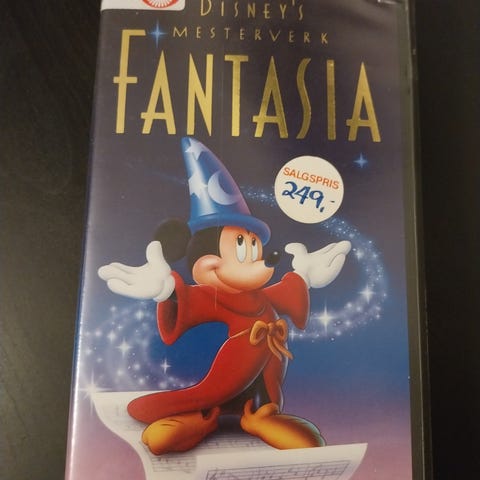 DISNEY'S
MESTERVERK
FANTASIA
SALGSPRIS
249,-